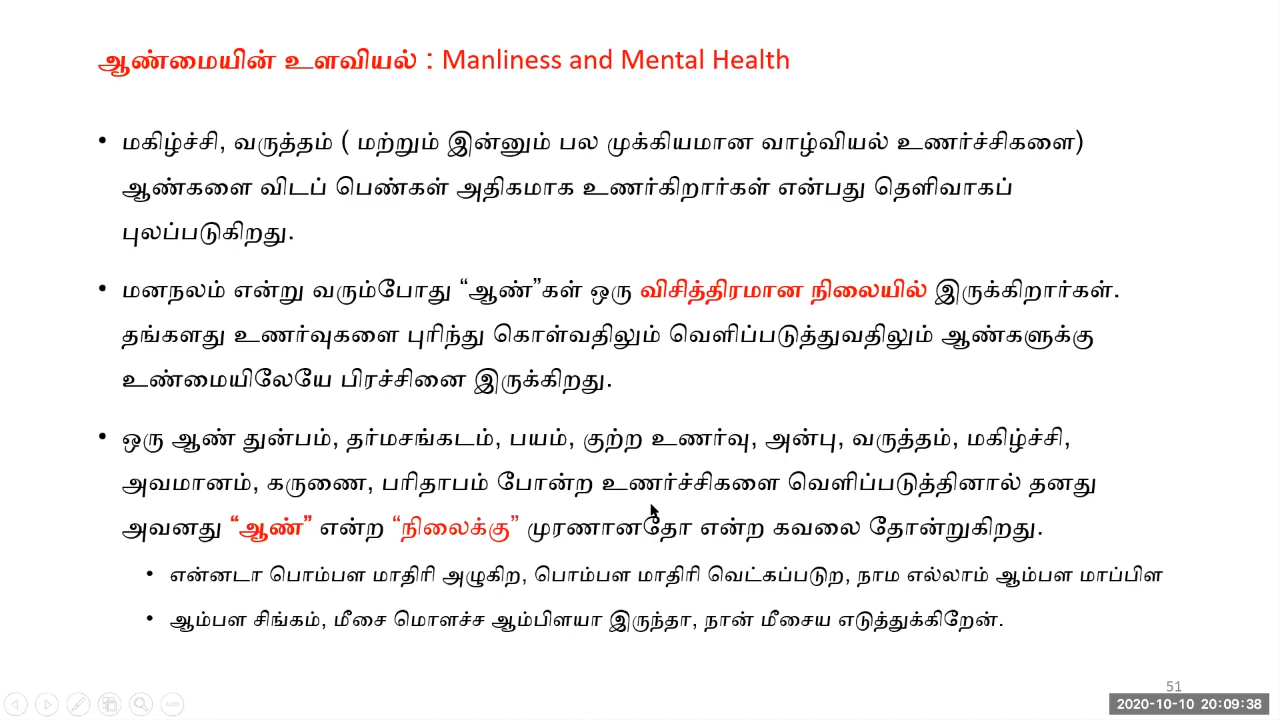 ஆண்மையின் உளவியல் : Manliness and Mental Health
• மகிழ்ச்சி, வருத்தம் ( மற்றும் இன்னும் பல முக்கியமான வாழ்வியல் உணர்ச்சிகளை)
ஆண்களை விடப் பெண்கள் அதிகமாக உணர்கிறார்கள் என்பது தெளிவாகப்
புலப்படுகிறது.
• மனநலம் என்று வரும்போது “ஆண்”கள் ஒரு விசித்திரமான நிலையில் இருக்கிறார்கள்.
தங்களது உணர்வுகளை புரிந்து கொள்வதிலும் வெளிப்படுத்துவதிலும் ஆண்களுக்கு
உண்மையிலேயே பிரச்சினை இருக்கிறது.
• ஒரு ஆண் துன்பம், தர்மசங்கடம், பயம், குற்ற உணர்வு, அன்பு, வருத்தம், மகிழ்ச்சி,
அவமானம், கருணை, பரிதாபம் போன்ற உணர்ச்சிகளை வெளிப்படுத்தினால் தனது
அவனது “ஆண்” என்ற “நிலைக்கு” முரணானதோ என்ற கவலை தோன்றுகிறது.
• என்னடா பொம்பள மாதிரி அழுகிற, பொம்பள மாதிரி வெட்கப்படுற, நாம எல்லாம் ஆம்பள மாப்பிள
• ஆம்பள சிங்கம், மீசை மொளச்ச ஆம்பிளயா இருந்தா, நான் மீசைய எடுத்துக்கிறேன்.
51
2020-10-10 20:09:38